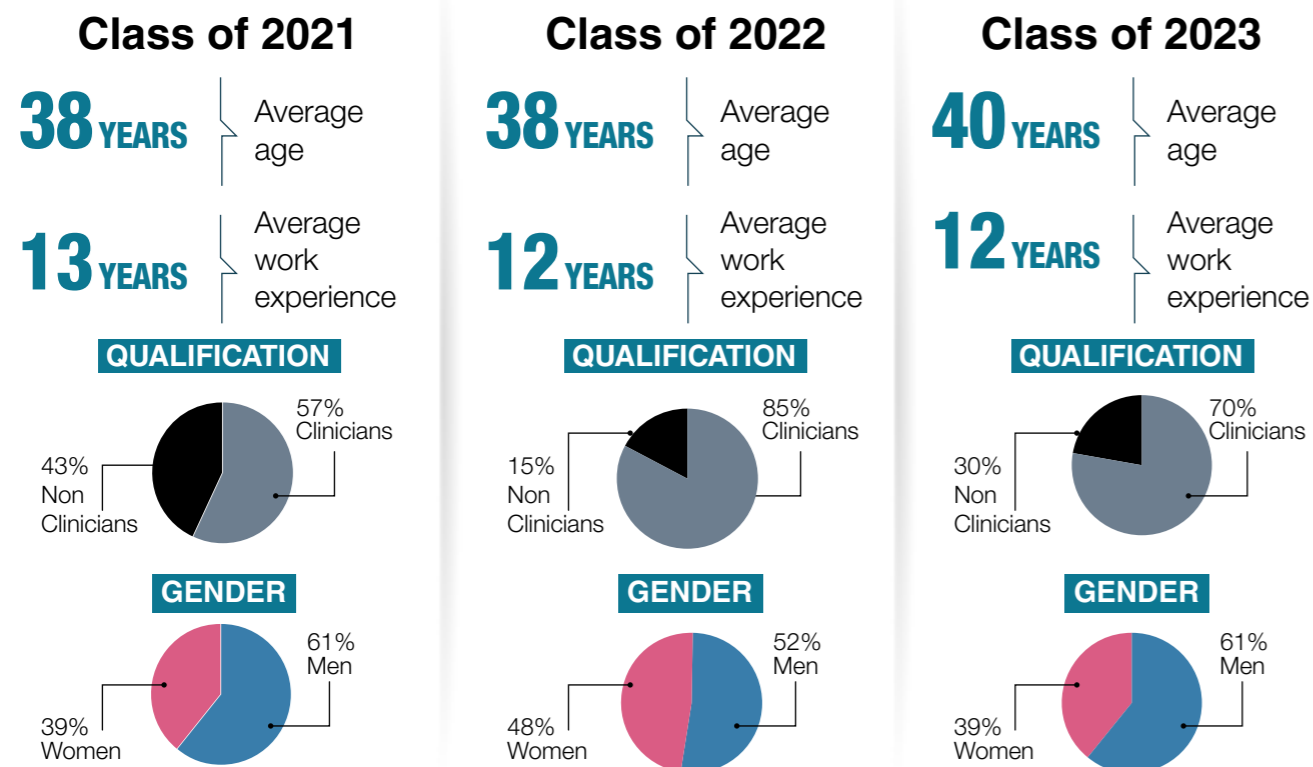 Class of 2021
38 YEARS
Average
age
13 YEARS
Average
work
experience
QUALIFICATION
57%
Clinicians
43%
Non
Clinicians
GENDER
61%
Men
39%
Women
Class of 2022
38 YEARS
Average
age
12 YEARS
Average
work
experience
QUALIFICATION
85%
Clinicians
15%
Non
Clinicians
GENDER
52%
Men
48%
Women
Class of 2023
40 YEARS
Average
age
12 YEARS
Average
work
experience
QUALIFICATION
70%
Clinicians
30%
Non
Clinicians
GENDER
61%
Men
39%
Women